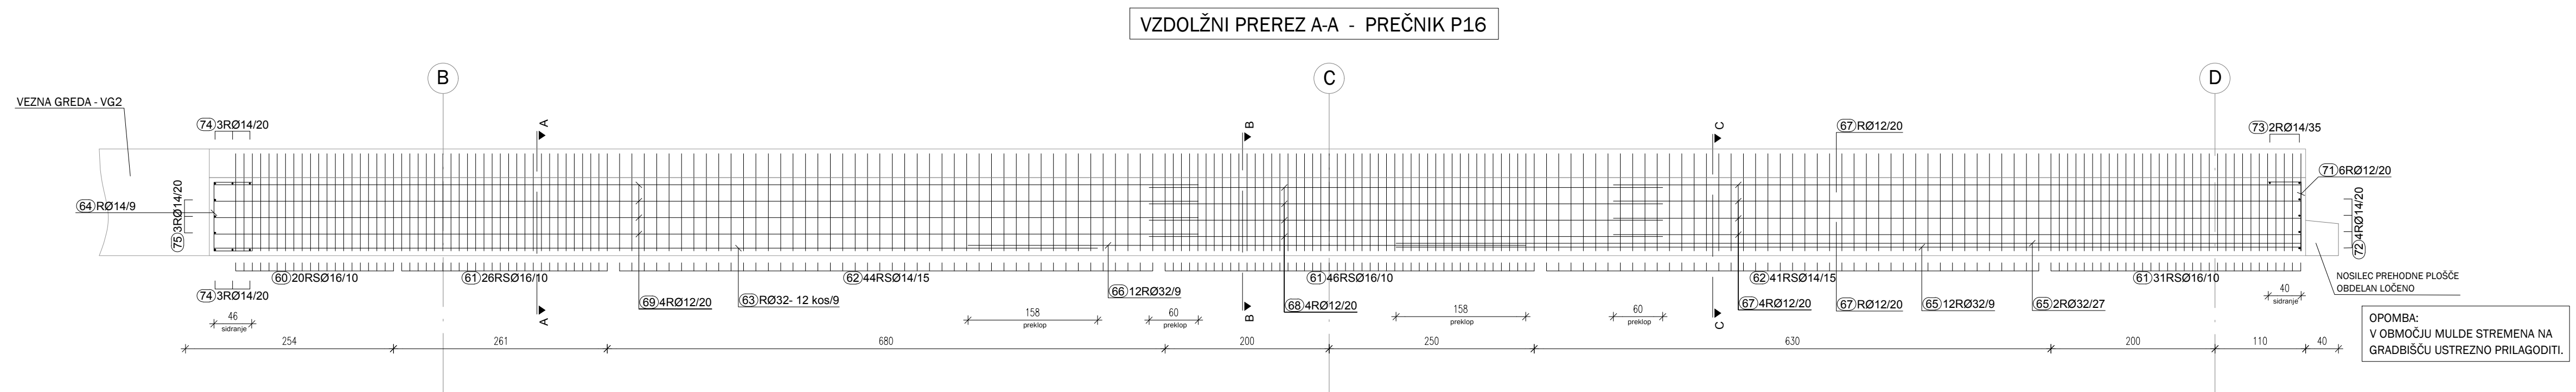 VZDOLŽNI PREREZ A-A - PREČNIK P16
B
C
D
VEZNA GREDA - VG2
74 3RØ14/20
A
B
C
67 RØ12/20
73 2RØ14/35
71 6RØ12/20
64 RØ14/9
75 3RØ14/20
72 4RØ14/20
60 20RSØ16/10
61 26RSØ16/10
62 44RSØ14/15
61 46RSØ16/10
62 41RSØ14/15
61 31RSØ16/10
NOSILEC PREHODNE PLOŠČE
OBDELAN LOČENO
74 3RØ14/20
69 4RØ12/20
63 RØ32- 12 kos/9
66 12RØ32/9
68 4RØ12/20
67 4RØ12/20
67 RØ12/20
65 12RØ32/9
65 2RØ32/27
A
B
C
46
sidranje
158
preklop
60
preklop
158
preklop
60
preklop
40
sidranje
OPOMBA:
V OBMOČJU MULDE STREMENA NA
GRADBIŠČU USTREZNO PRILAGODITI.
254
261
680
200
250
630
200
110
40